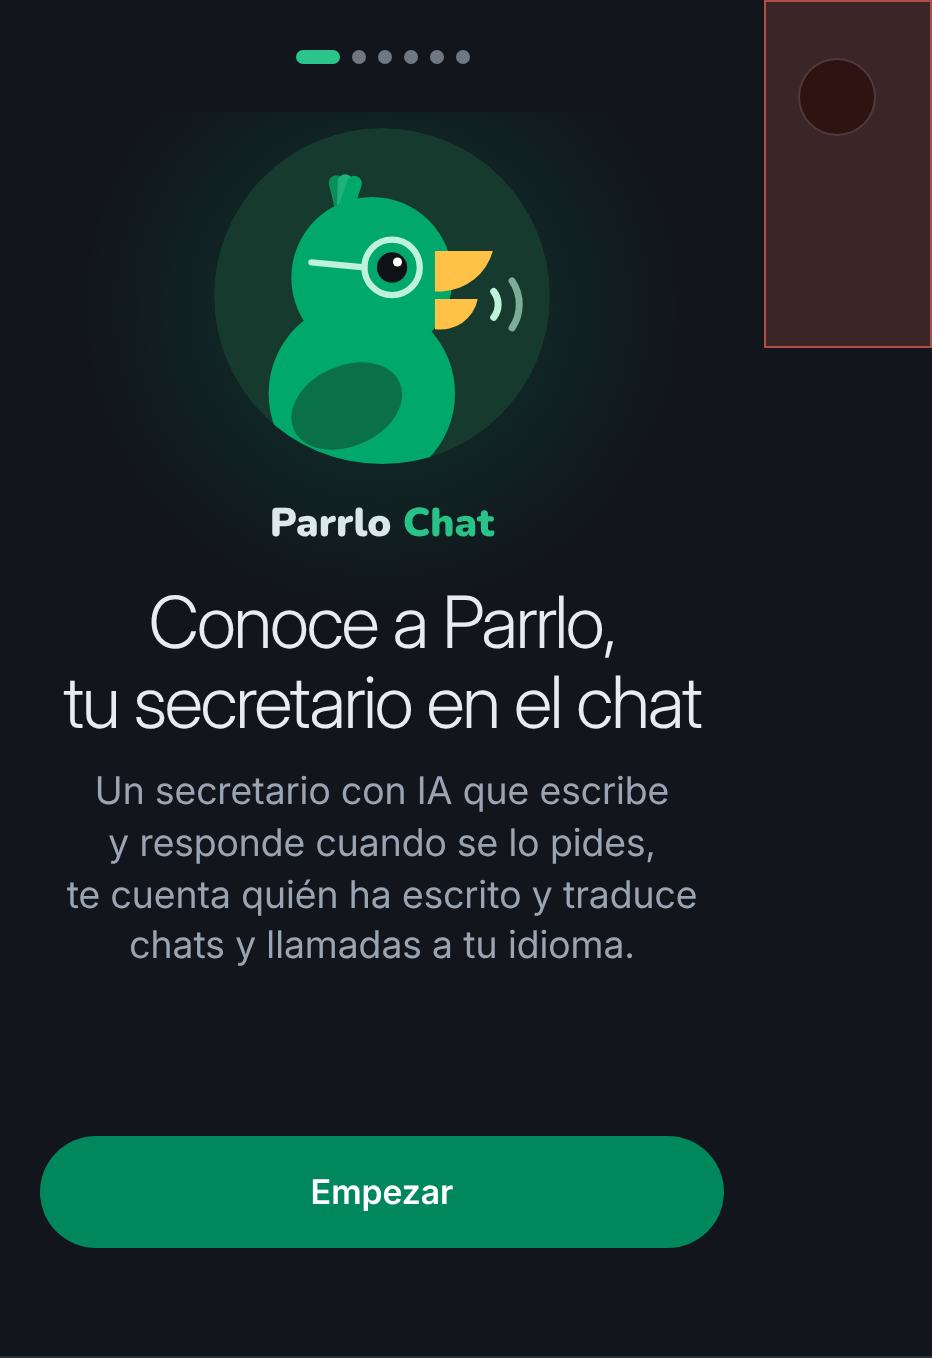 Parrlo Chat
Conoce a Parrlo,
tu secretario en el chat
Un secretario con IA que escribe
y responde cuando se lo pides,
te cuenta quién ha escrito y traduce
chats y llamadas a tu idioma.
Empezar